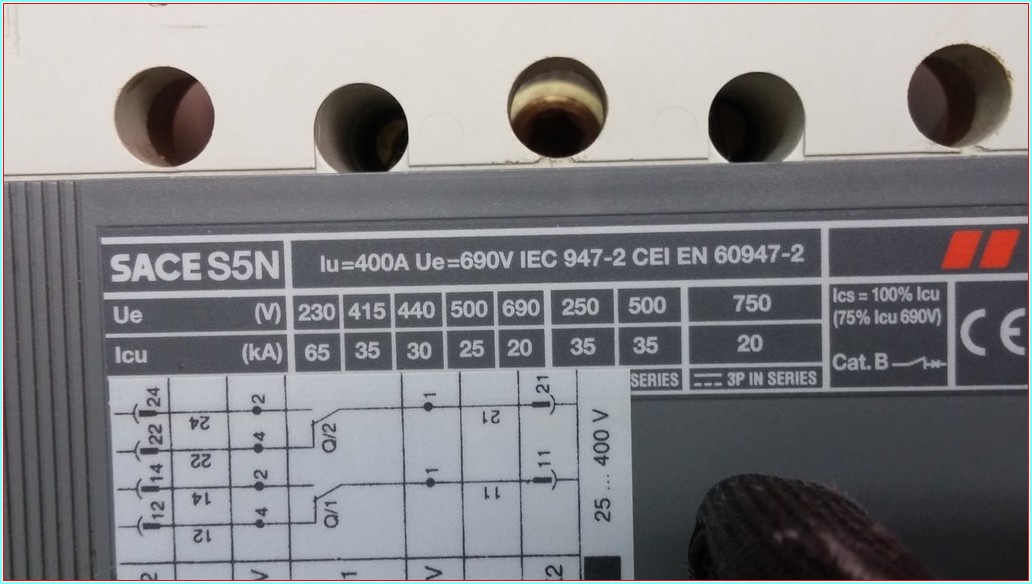 SACE S5N Iu=400A Ue=690V IEC 947-2 CEI EN 60947-2
Ue (V) 230 415 440 500 690 250 500 750
Icu (kA) 65 35 30 25 20 35 35 20
Ics = 100% Icu
(75% Icu 690V)
Cat. B
CE
SERIES 3P IN SERIES
24 24 2 1 21 21
22 22 4 Q/2
14 14 2 1 11 11
12 12 4 Q/1
25 ... 400 V